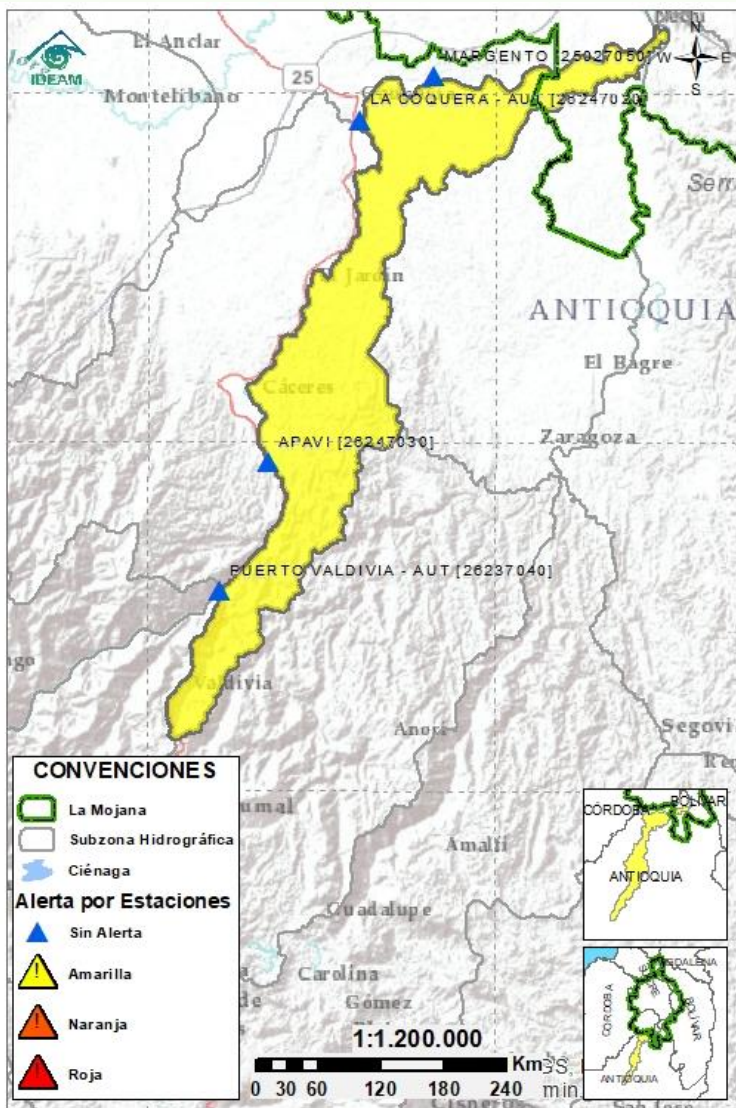 IDEAM
El Anclar
Montelíbano
25
MARGENTO [25027050]
N
W E
S
LA COQUERA - AUT [26247020]
El Jardín
ANTIOQUIA
El Bagre
Cáceres
Zaragoza
APAVI [26247030]
PUERTO VALDIVIA - AUT [26237040]
Valdivia
Anorí
Segovi
Amalfi
Guadalupe
Carolina
Gómez
CONVENCIONES
La Mojana
Subzona Hidrográfica
Ciénaga
Alerta por Estaciones
Sin Alerta
Amarilla
Naranja
Roja
1:1.200.000
Km
0 30 60 120 180 240
CÓRDOBA
BOLÍVAR
ANTIOQUIA
CÓRDOBA
SUCRE
BOLÍVAR
ANTIOQUIA